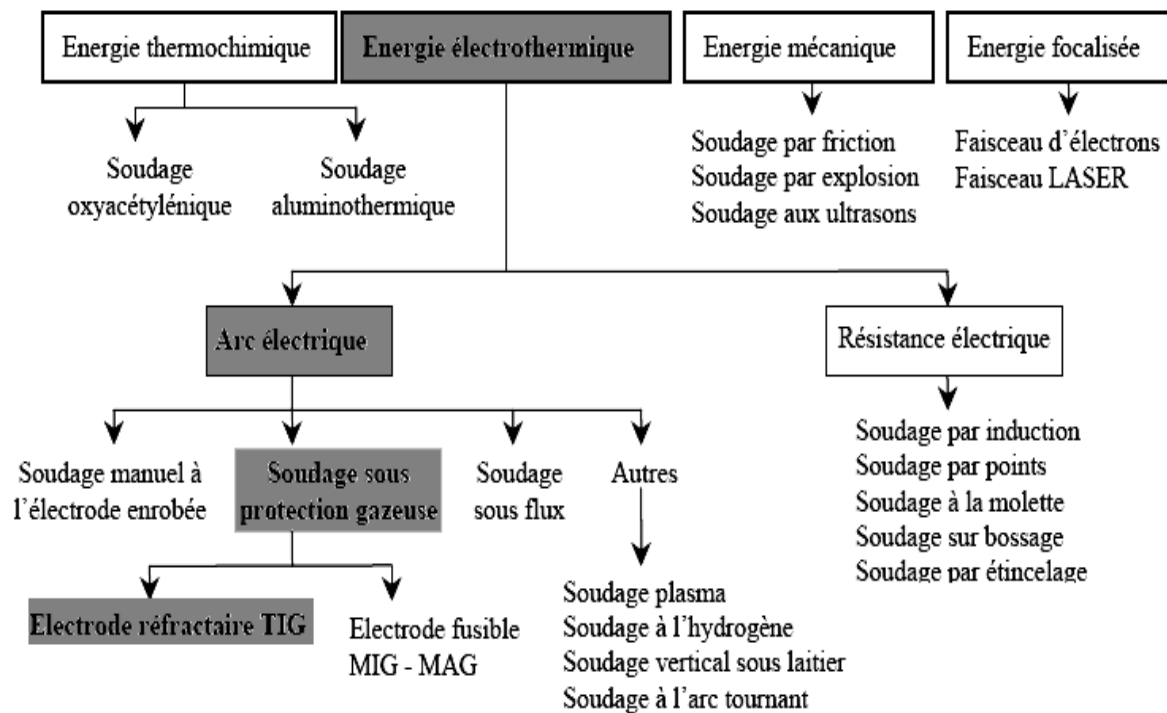 Energie thermochimique
Energie électrothermique
Energie mécanique
Energie focalisée
Soudage
oxyacétylénique
Soudage
aluminothermique
Soudage par friction
Soudage par explosion
Soudage aux ultrasons
Faisceau d'électrons
Faisceau LASER
Arc électrique
Résistance électrique
Soudage manuel à
l'électrode enrobée
Soudage sous
protection gazeuse
Soudage
sous flux
Autres
Soudage par induction
Soudage par points
Soudage à la molette
Soudage sur bossage
Soudage par étincelage
Electrode réfractaire TIG
Electrode fusible
MIG - MAG
Soudage plasma
Soudage à l'hydrogène
Soudage vertical sous laitier
Soudage à l'arc tournant